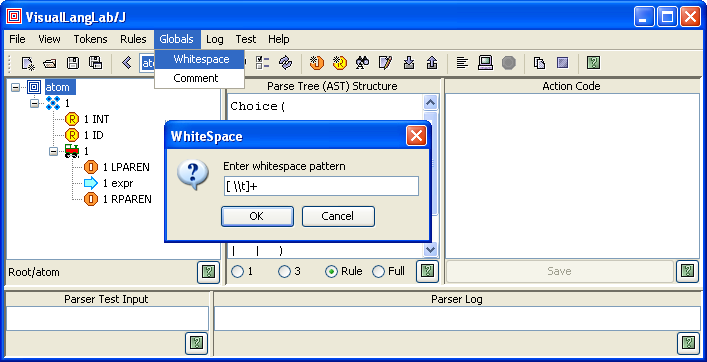 VisualLangLab/J
File View Tokens Rules Globals Log Test Help
Whitespace
Comment
atom
1
1 INT
1 ID
1
1 LPAREN
1 expr
1 RPAREN
Root/atom
Parse Tree (AST) Structure
Choice(
| | )
1 3 Rule Full
Action Code
Save
WhiteSpace
Enter whitespace pattern
[ \\t]+
OK Cancel
Parser Test Input
Parser Log